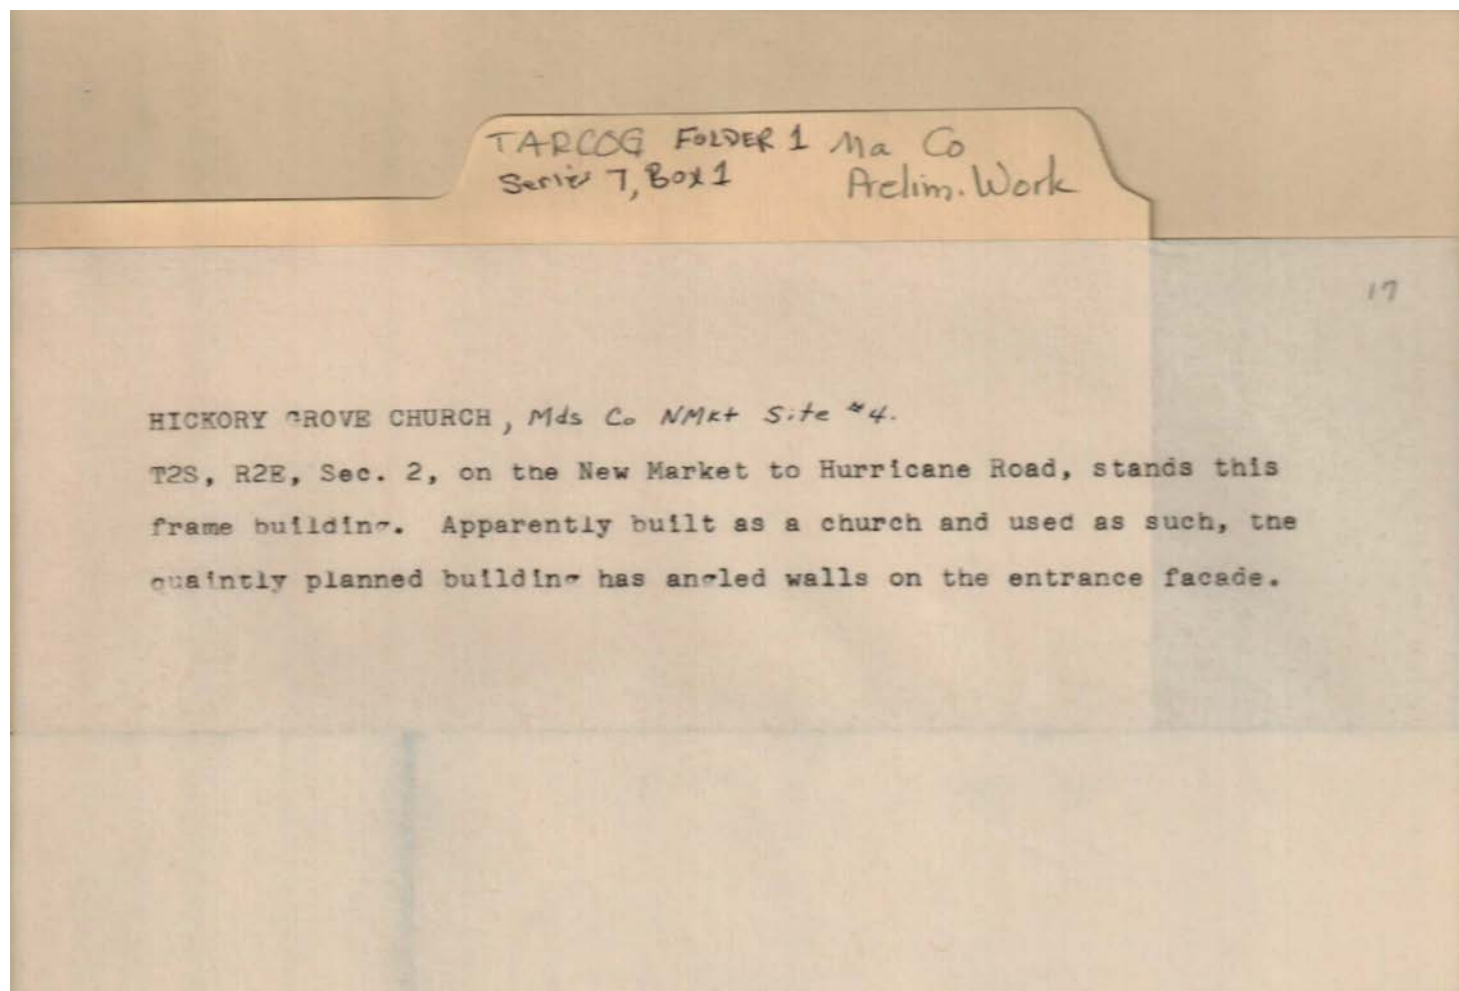 TARCOG FOLDER 1 Ma Co
Series 7, Box 1 Prelim. Work
17
HICKORY GROVE CHURCH, Mds Co NMkt Site #4.
T2S, R2E, Sec. 2, on the New Market to Hurricane Road, stands this
frame building. Apparently built as a church and used as such, the
quaintly planned building has angled walls on the entrance facade.